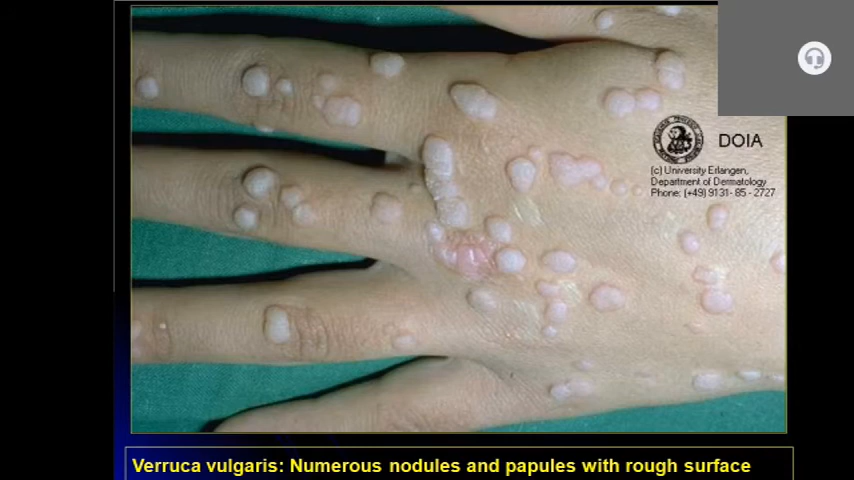 DOIA
(c) University Erlangen,
Department of Dermatology
Phone: (+49) 9131- 85 - 2727
Verruca vulgaris: Numerous nodules and papules with rough surface